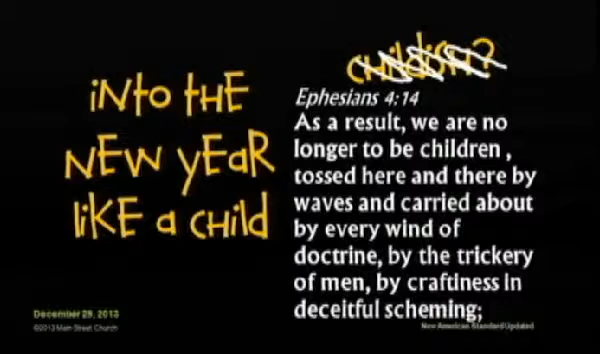 iNto tHE
NEW yEaR
liKE a CHild
December 29, 2013
©2013 Main Street Church
CHildisH?
Ephesians 4:14
As a result, we are no
longer to be children ,
tossed here and there by
waves and carried about
by every wind of
doctrine, by the trickery
of men, by craftiness in
deceitful scheming;
New American Standard Updated